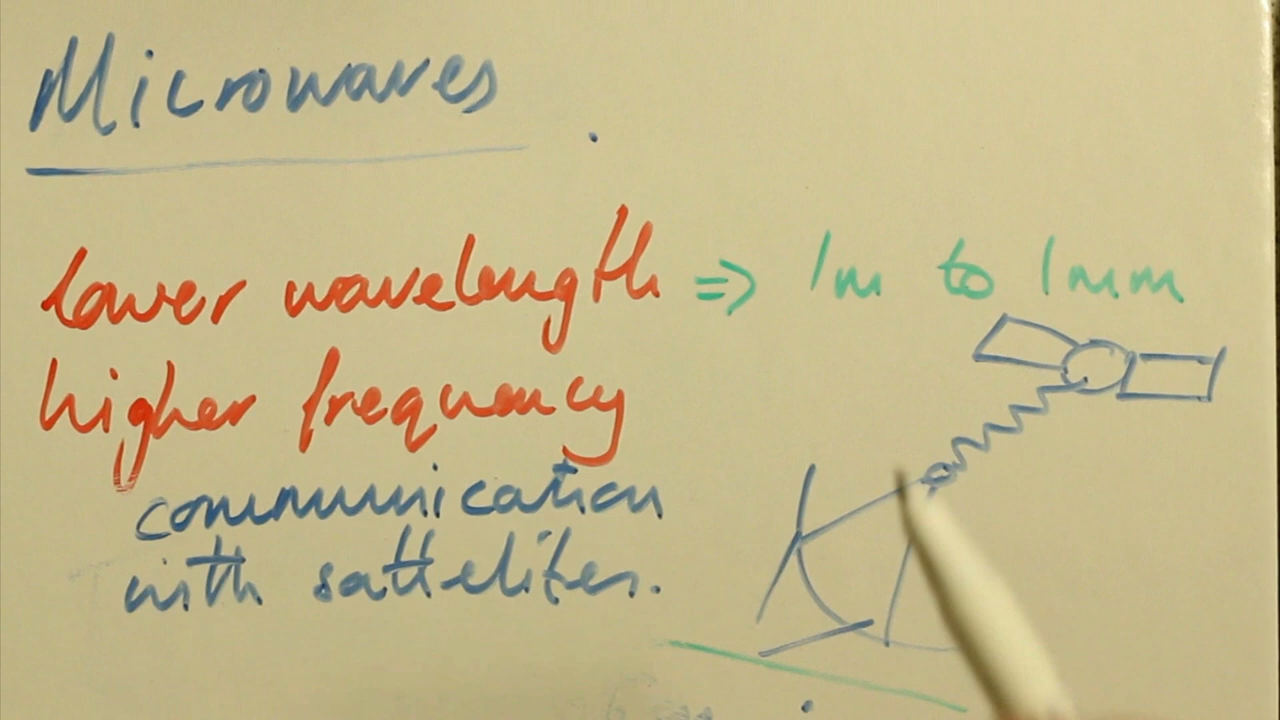 Microwaves
lower wavelength => 1m to 1mm
higher frequency
communication
with sattelites.